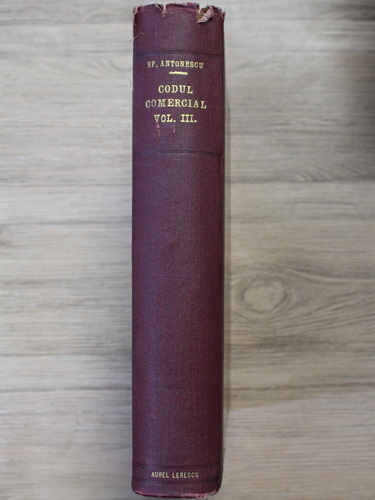 EF. ANTONESCU
CODUL
COMERCIAL
VOL. III.
AUREL LERESCU